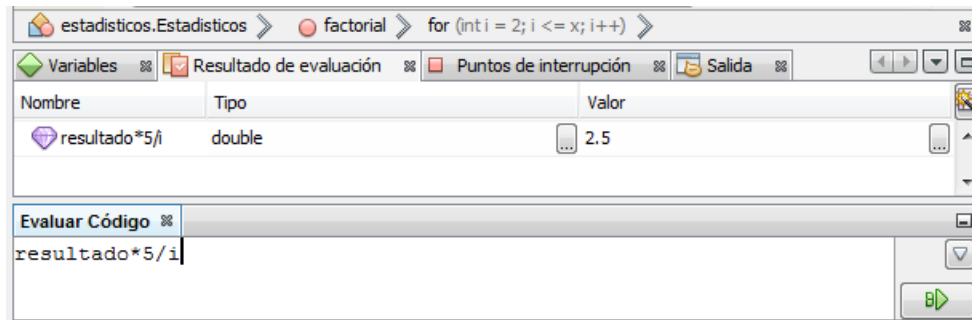 estadisticos.Estadisticos factorial for (int i = 2; i <= x; i++)
Variables Resultado de evaluación Puntos de interrupción Salida
Nombre Tipo Valor
resultado*5/i double ... 2.5 ...
Evaluar Código
resultado*5/i